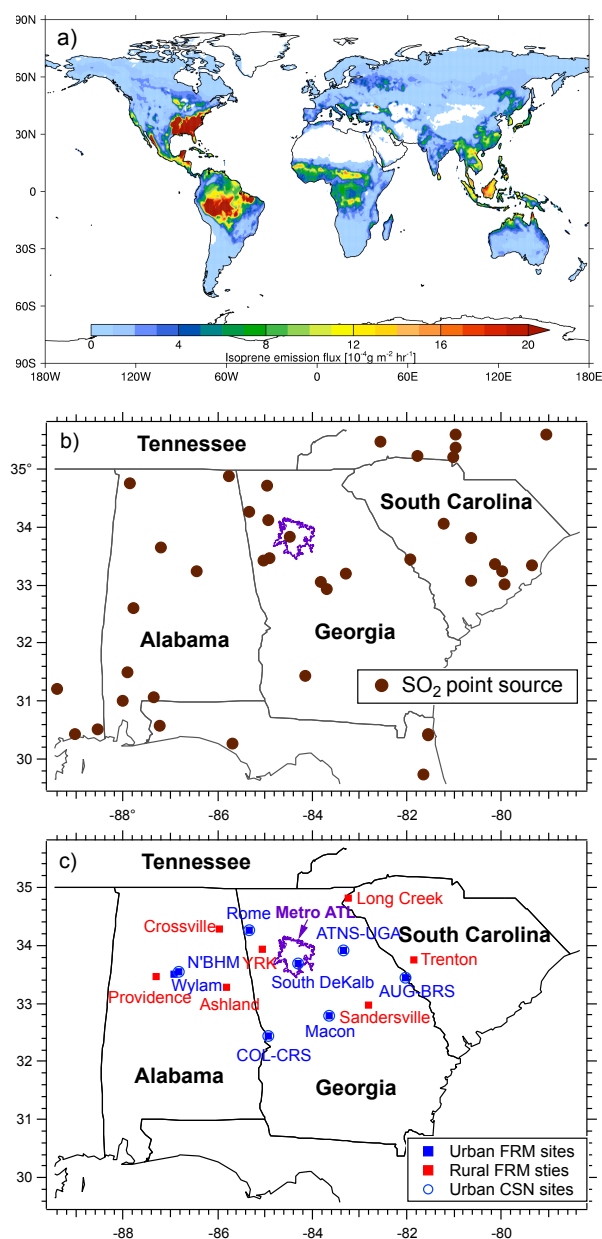 90N
a)
60N
30N
0
30S
60S
90S
0 4 8 12 16 20
Isoprene emission flux [10⁻⁴g m⁻² hr⁻¹]
180W 120W 60W 0 60E 120E 180E
b)
Tennessee
35°
South Carolina
34
33
Alabama
Georgia
32
31
SO₂ point source
30
-88° -86 -84 -82 -80
c)
Tennessee
35
Long Creek
Rome
Metro ATL
Crossville
ATNS-UGA
South Carolina
34
YRK
Trenton
N'BHM
Wylam
South DeKalb
Providence
Ashland
AUG-BRS
33
Sandersville
Macon
COL-CRS
32
Alabama
Georgia
31
Urban FRM sites
Rural FRM sties
Urban CSN sites
30
-88 -86 -84 -82 -80